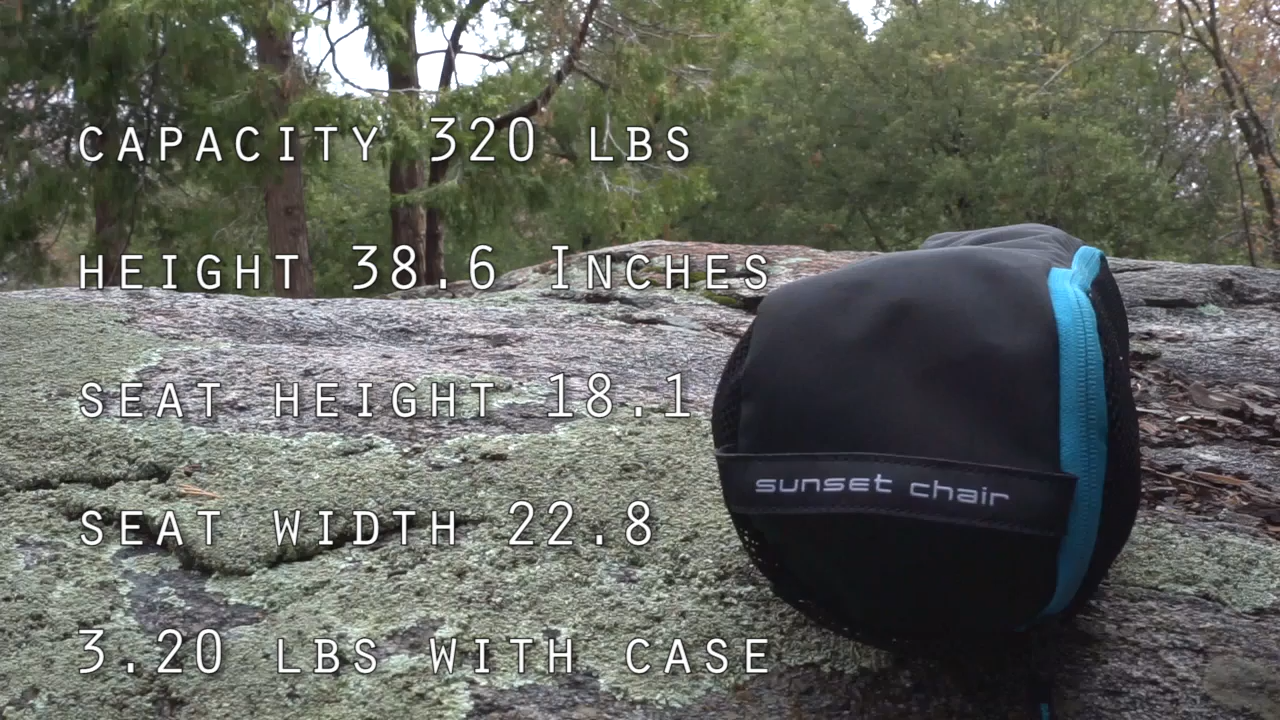 CAPACITY 320 LBS
HEIGHT 38.6 INCHES
SEAT HEIGHT 18.1
SEAT WIDTH 22.8
3.20 LBS WITH CASE
sunset chair